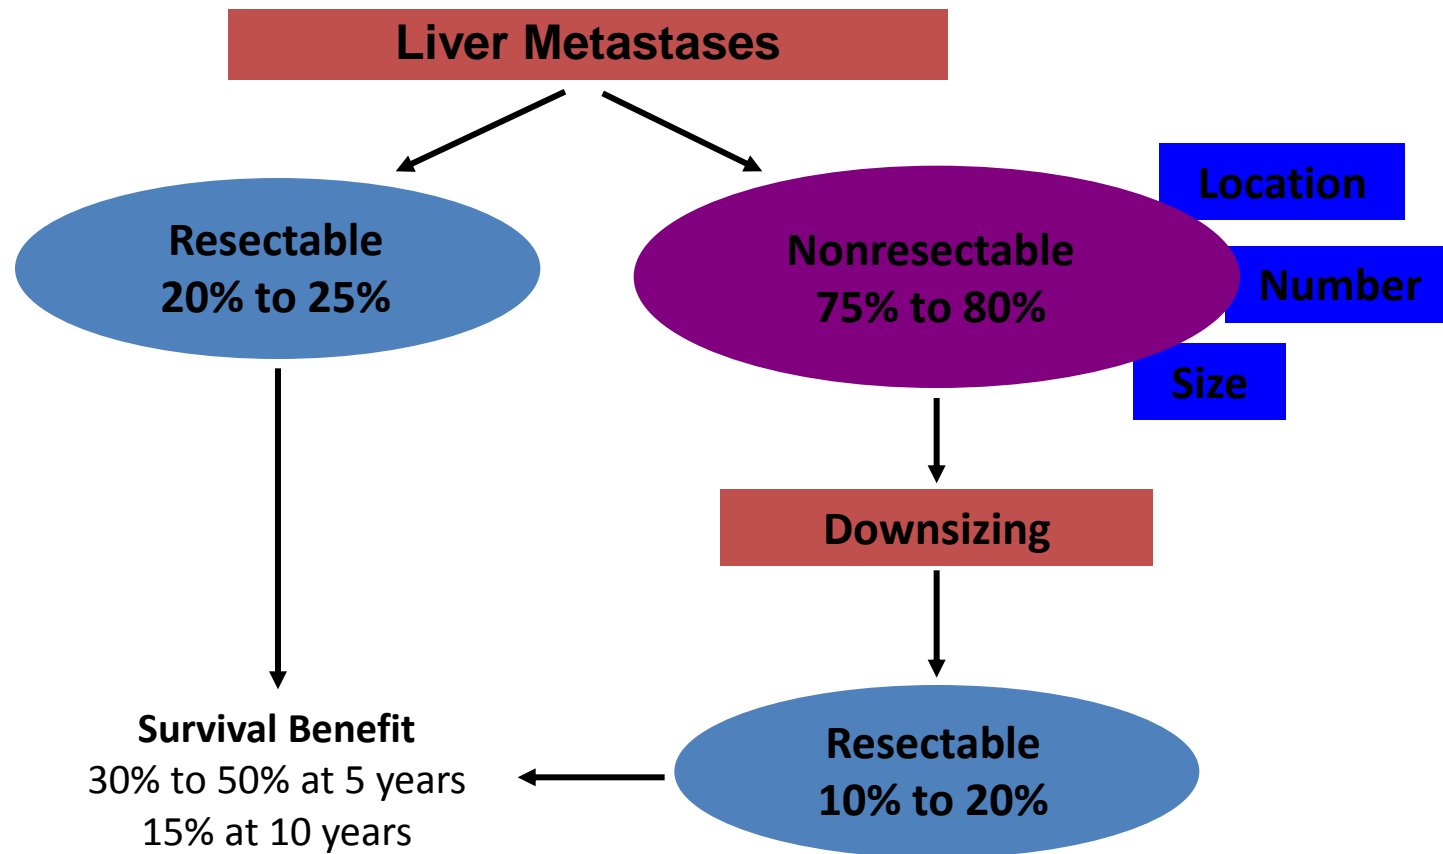 Liver Metastases
Resectable
20% to 25%
Nonresectable
75% to 80%
Location
Number
Size
Downsizing
Resectable
10% to 20%
Survival Benefit
30% to 50% at 5 years
15% at 10 years